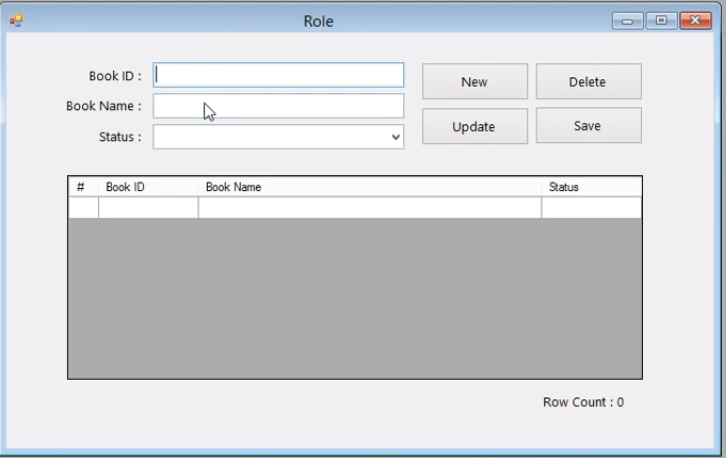 Role
Book ID :
New
Delete
Book Name :
Update
Save
Status :
# Book ID Book Name Status
Row Count : 0